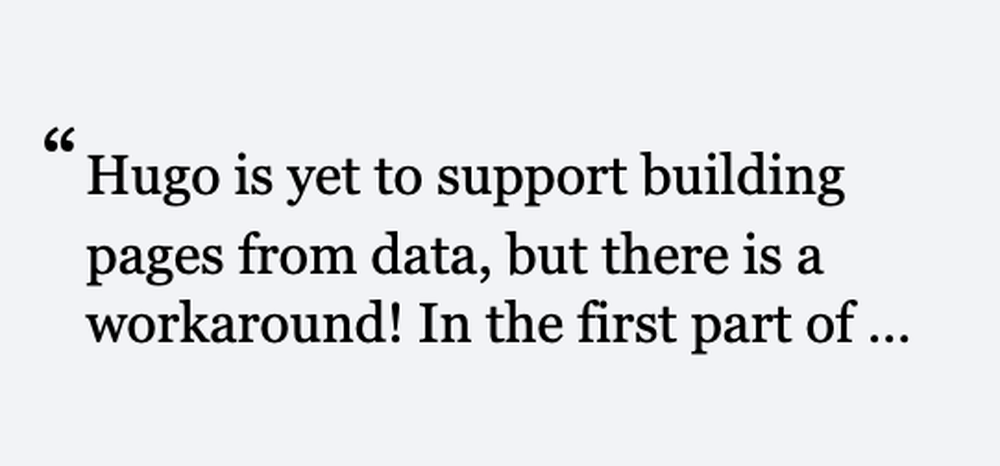 “ Hugo is yet to support building
pages from data, but there is a
workaround! In the first part of ...